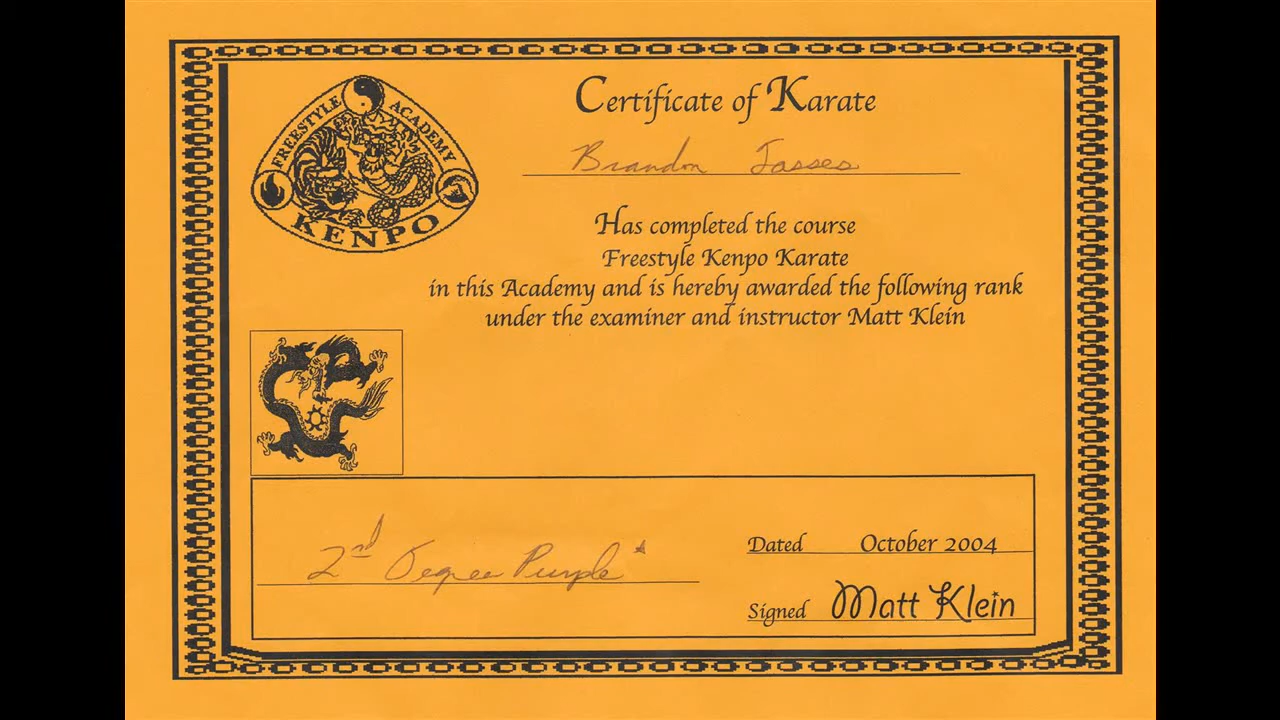 FREESTYLE ACADEMY
KENPO
Certificate of Karate
Brandon Tasses
Has completed the course
Freestyle Kenpo Karate
in this Academy and is hereby awarded the following rank
under the examiner and instructor Matt Klein
2nd Degree Purple*
Dated October 2004
Signed Matt Klein